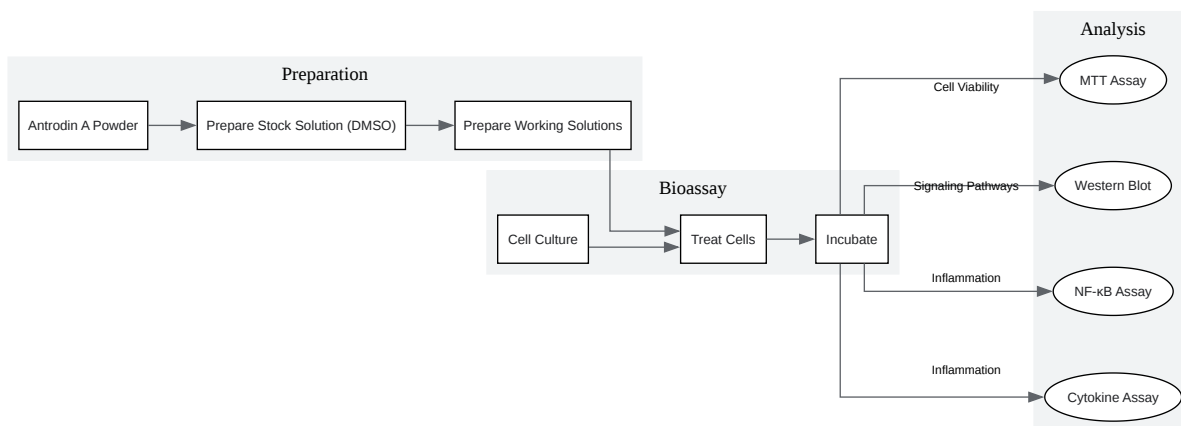 Analysis
Preparation
MTT Assay
Cell Viability
Antrodin A Powder
Prepare Stock Solution (DMSO)
Prepare Working Solutions
Bioassay
Signaling Pathways
Western Blot
Cell Culture
Treat Cells
Incubate
Inflammation
NF-κB Assay
Inflammation
Cytokine Assay